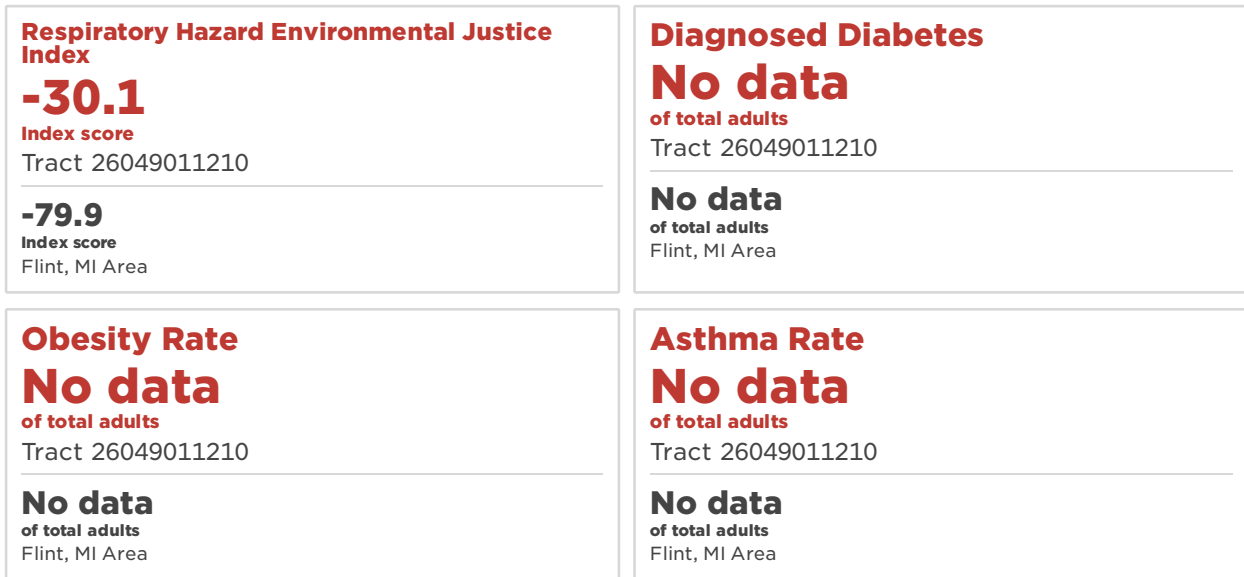 Respiratory Hazard Environmental Justice
Index
-30.1
Index score
Tract 26049011210
-79.9
Index score
Flint, MI Area
Diagnosed Diabetes
No data
of total adults
Tract 26049011210
No data
of total adults
Flint, MI Area
Obesity Rate
No data
of total adults
Tract 26049011210
No data
of total adults
Flint, MI Area
Asthma Rate
No data
of total adults
Tract 26049011210
No data
of total adults
Flint, MI Area